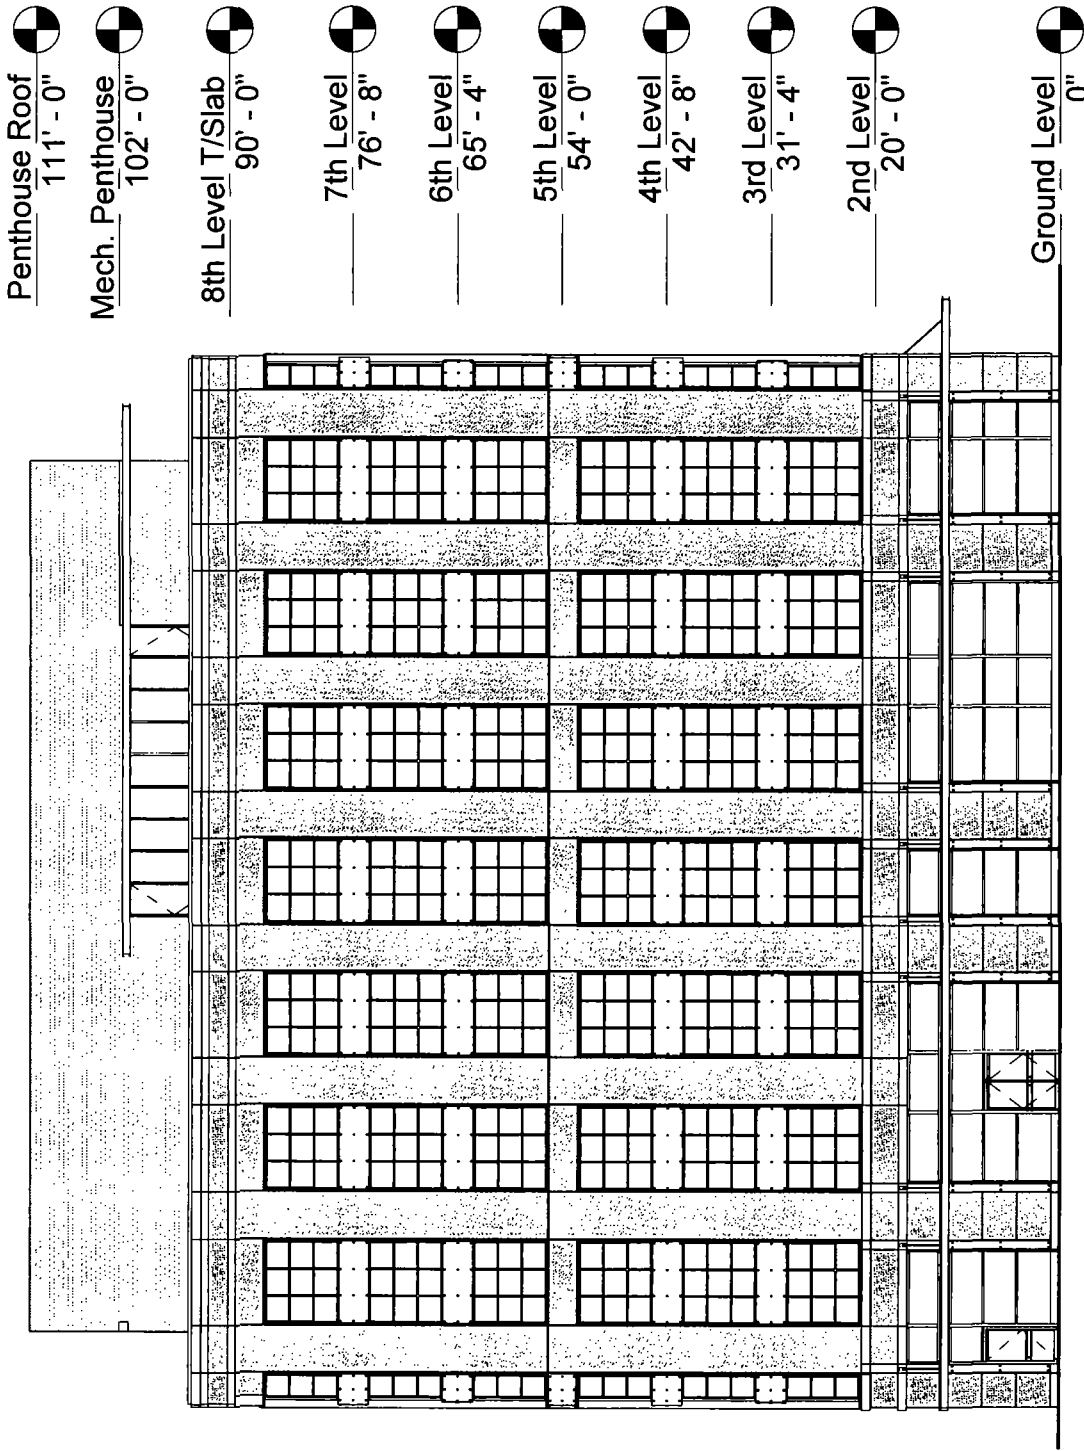 Penthouse Roof
111' - 0"
Mech. Penthouse
102' - 0"
8th Level T/Slab
90' - 0"
7th Level
76' - 8"
6th Level
65' - 4"
5th Level
54' - 0"
4th Level
42' - 8"
3rd Level
31' - 4"
2nd Level
20' - 0"
Ground Level
0"